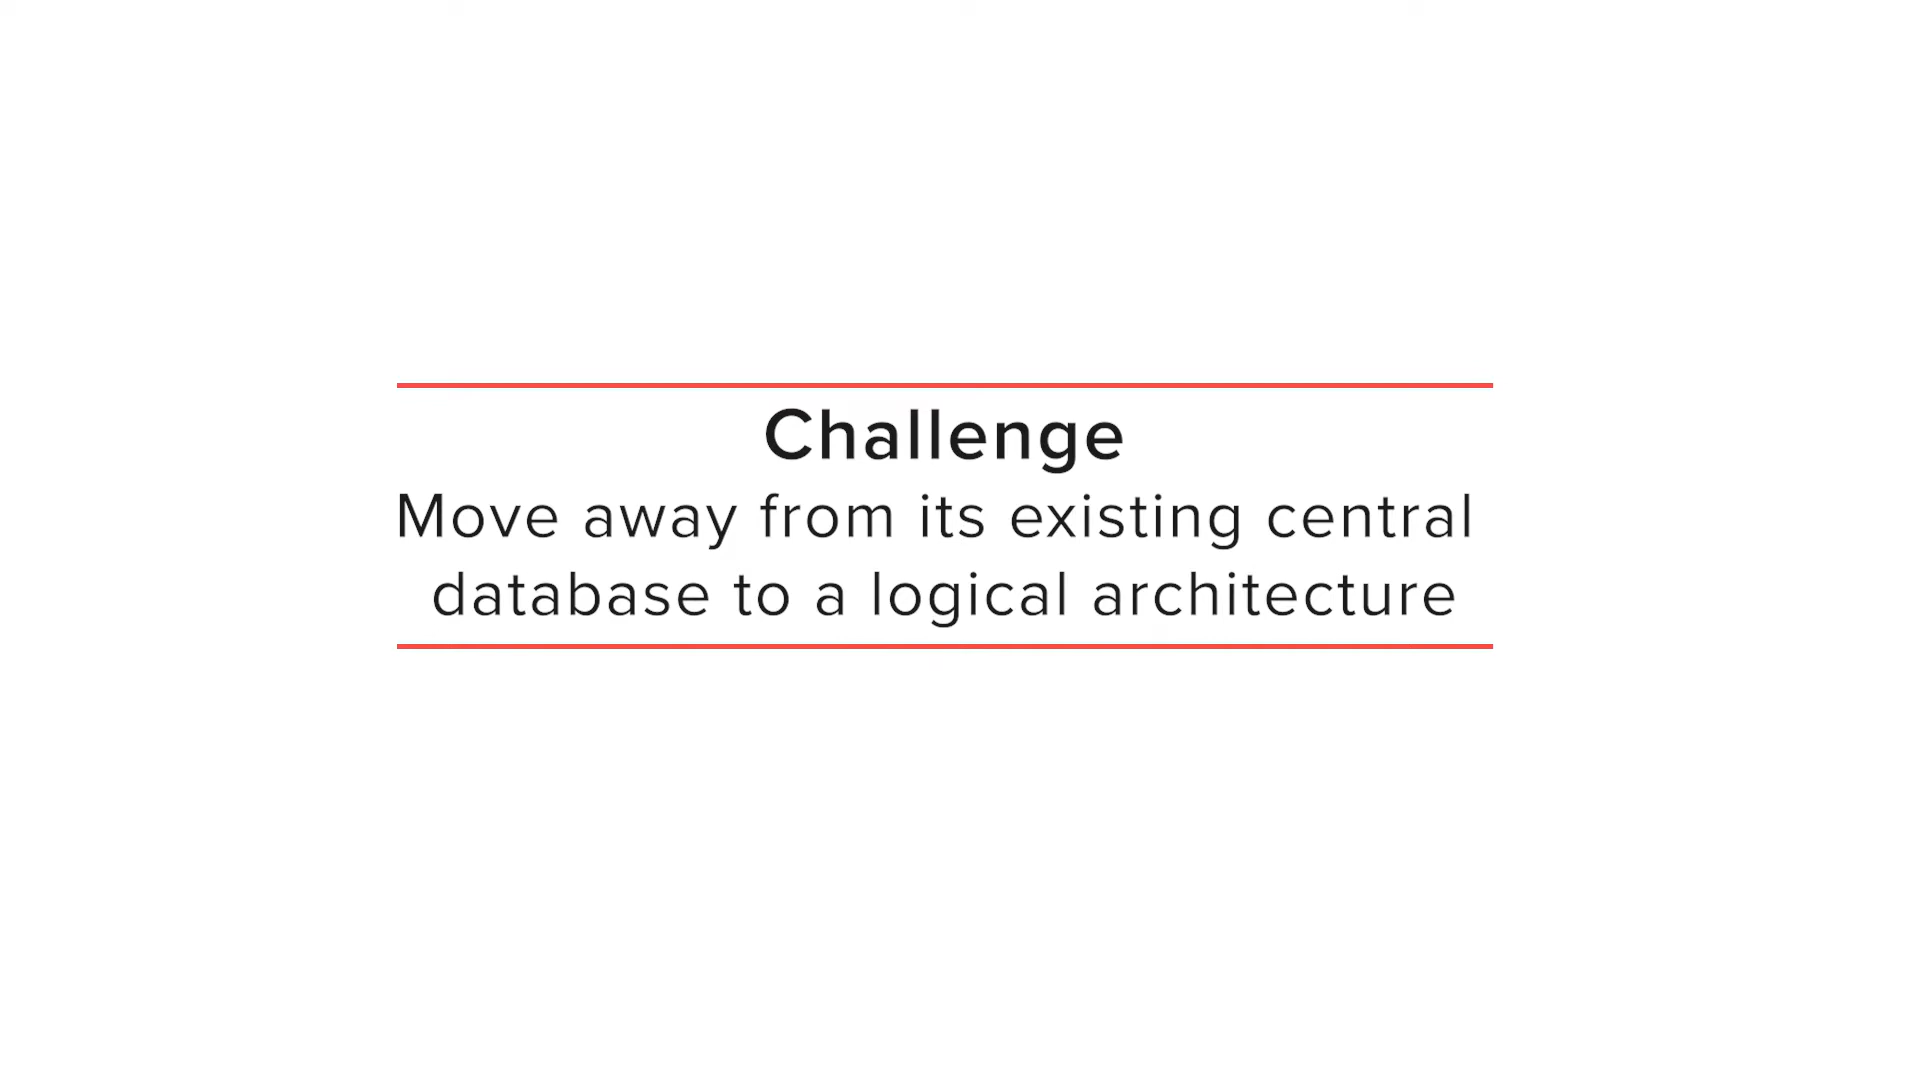 Challenge
Move away from its existing central
database to a logical architecture